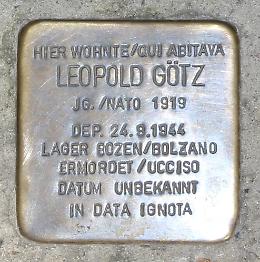 HIER WOHNTE/QUI ABITAVA
LEOPOLD GÖTZ
JG./NATO 1919
DEP. 24.9.1944
LAGER BOZEN/BOLZANO
ERMORDET/UCCISO
DATUM UNBEKANNT
IN DATA IGNOTA